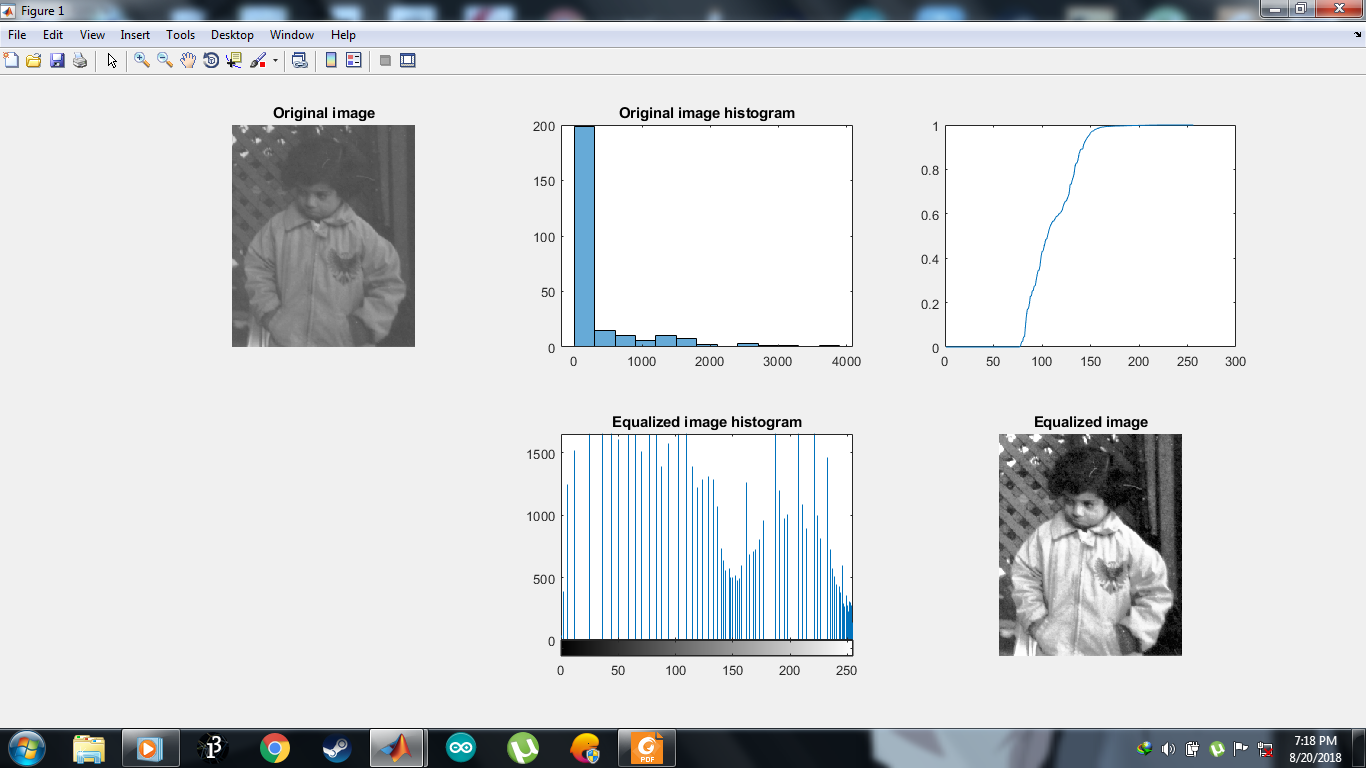 Figure 1
File Edit View Insert Tools Desktop Window Help
Original image
Original image histogram
200
150
100
50
0
0 1000 2000 3000 4000
1
0.8
0.6
0.4
0.2
0
0 50 100 150 200 250 300
Equalized image histogram
1500
1000
500
0
0 50 100 150 200 250
Equalized image
PDF
7:18 PM
8/20/2018